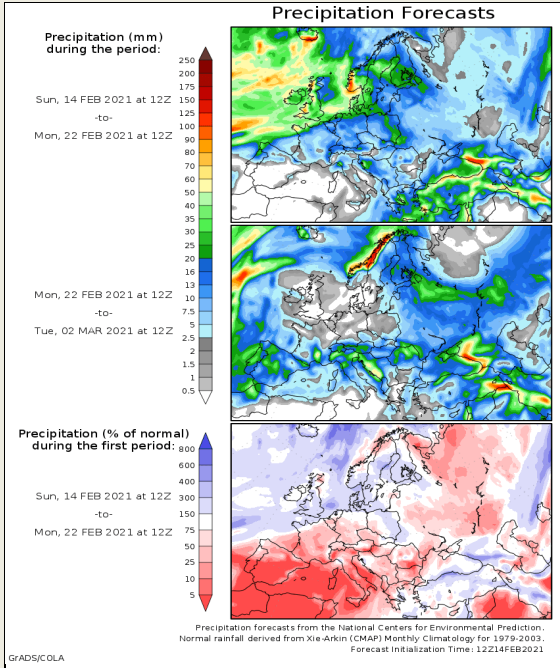 Precipitation Forecasts
Precipitation (mm)
during the period:
250
200
175
150
125
100
90
80
70
60
50
40
35
30
25
20
16
13
10
7.5
5
2.5
2
1.5
1
0.5
Sun, 14 FEB 2021 at 12Z
-to-
Mon, 22 FEB 2021 at 12Z
Mon, 22 FEB 2021 at 12Z
-to-
Tue, 02 MAR 2021 at 12Z
Precipitation (% of normal)
during the first period:
800
600
400
300
150
75
50
25
10
5
Sun, 14 FEB 2021 at 12Z
-to-
Mon, 22 FEB 2021 at 12Z
Precipitation forecasts from the National Centers for Environmental Prediction.
Normal rainfall derived from Xie-Arkin (CMAP) Monthly Climatology for 1979-2003.
Forecast Initialization Time: 12Z14FEB2021
GrADS/COLA